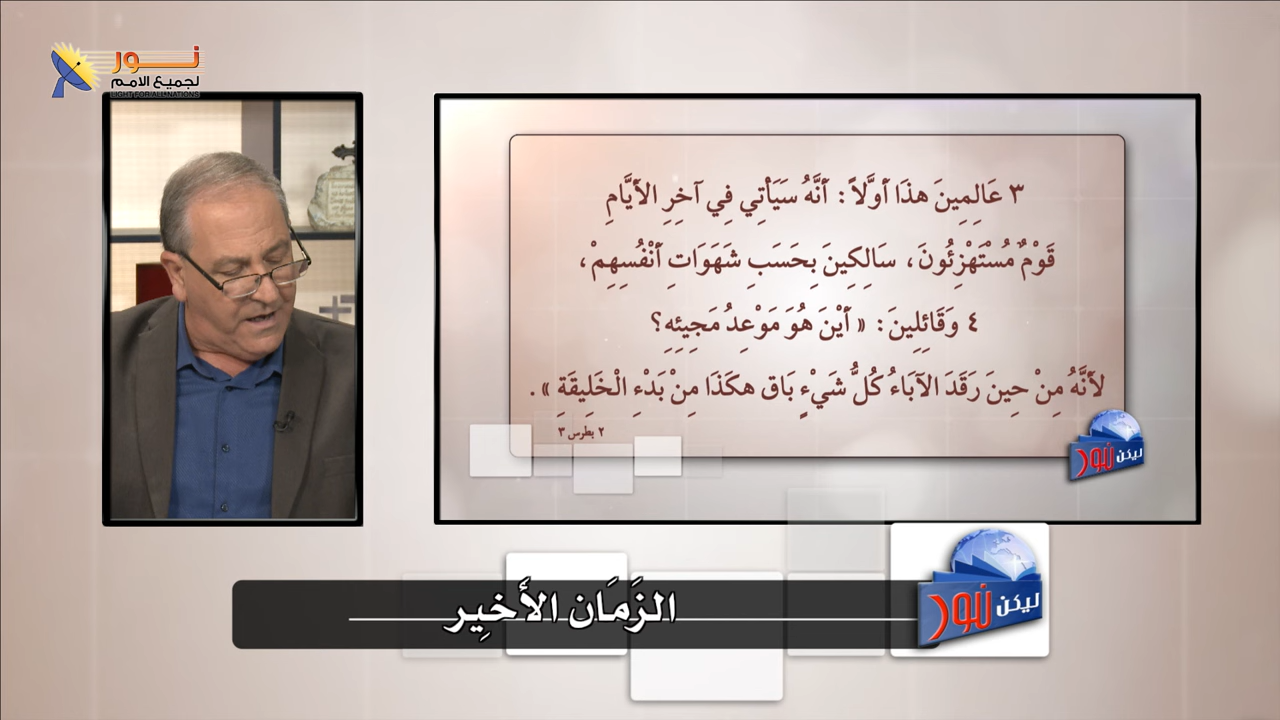 نور
لجميع الامم
LIGHT FOR ALL NATIONS
٣ عَالِمِينَ هذَا أَوَّلاً: أَنَّهُ سَيَأْتِي فِي آخِرِ الأَيَّامِ
قَوْمٌ مُسْتَهْزِئُونَ، سَالِكِينَ بِحَسَبِ شَهَوَاتِ أَنْفُسِهِمْ،
٤ وَقَائِلِينَ: « أَيْنَ هُوَ مَوْعِدُ مَجِيئِهِ؟
لأَنَّهُ مِنْ حِينَ رَقَدَ الآبَاءُ كُلُّ شَيْءٍ بَاق هكَذَا مِنْ بَدْءِ الْخَلِيقَةِ ».
٢ بطرس ٣
ليكن نور
الزَمَان الأَخيِر
ليكن نور